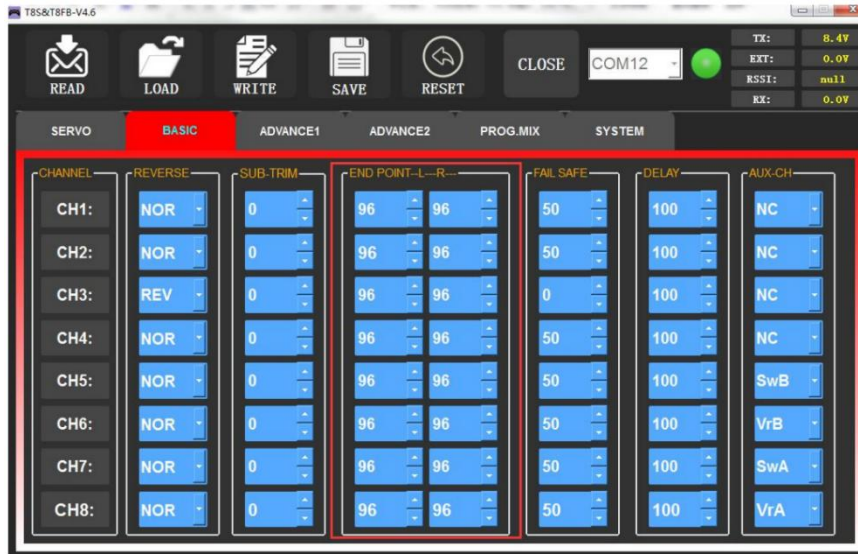 T8S&T8FB-V4.6
READ LOAD WRITE SAVE RESET CLOSE COM12
TX: 8.4V
EXT: 0.0V
RSSI: null
RX: 0.0V
SERVO BASIC ADVANCE1 ADVANCE2 PROG.MIX SYSTEM
CHANNEL REVERSE SUB-TRIM END POINT--L---R--- FAIL SAFE DELAY AUX-CH
CH1: NOR 0 96 96 50 100 NC
CH2: NOR 0 96 96 50 100 NC
CH3: REV 0 96 96 0 100 NC
CH4: NOR 0 96 96 50 100 NC
CH5: NOR 0 96 96 50 100 SwB
CH6: NOR 0 96 96 50 100 VrB
CH7: NOR 0 96 96 50 100 SwA
CH8: NOR 0 96 96 50 100 VrA